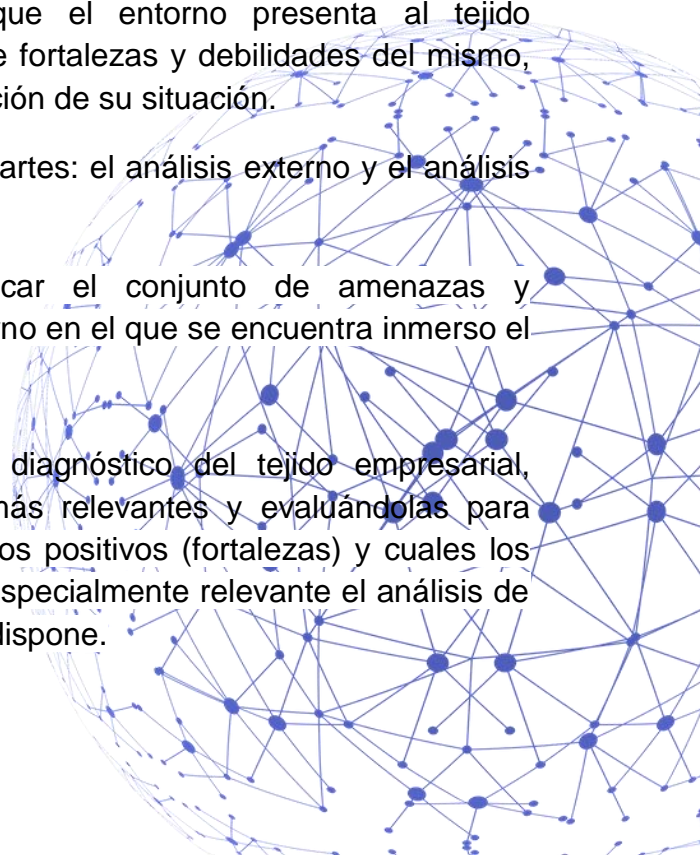 que el entorno presenta al tejido
fortalezas y debilidades del mismo,
ción de su situación.
artes: el análisis externo y el análisis
car el conjunto de amenazas y
no en el que se encuentra inmerso el
diagnóstico del tejido empresarial,
más relevantes y evaluándolas para
os positivos (fortalezas) y cuales los
specialmente relevante el análisis de
dispone.